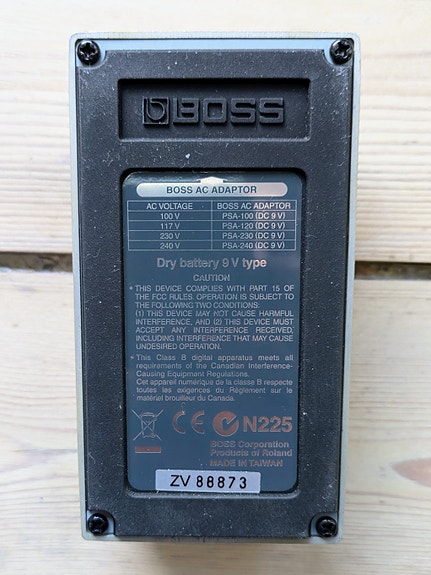 BOSS
BOSS AC ADAPTOR
AC VOLTAGE BOSS AC ADAPTOR
100 V PSA-100 (DC 9 V)
117 V PSA-120 (DC 9 V)
230 V PSA-230 (DC 9 V)
240 V PSA-240 (DC 9 V)
Dry battery 9 V type
CAUTION
* THIS DEVICE COMPLIES WITH PART 15 OF
THE FCC RULES. OPERATION IS SUBJECT TO
THE FOLLOWING TWO CONDITIONS:
(1) THIS DEVICE MAY NOT CAUSE HARMFUL
INTERFERENCE, AND (2) THIS DEVICE MUST
ACCEPT ANY INTERFERENCE RECEIVED,
INCLUDING INTERFERENCE THAT MAY CAUSE
UNDESIRED OPERATION.
* This Class B digital apparatus meets all
requirements of the Canadian Interference-
Causing Equipment Regulations.
Cet appareil numérique de la classe B respecte
toutes les exigences du Règlement sur le
matériel brouilleur du Canada.
CE N225
BOSS Corporation
Products of Roland
MADE IN TAIWAN
ZV 88873